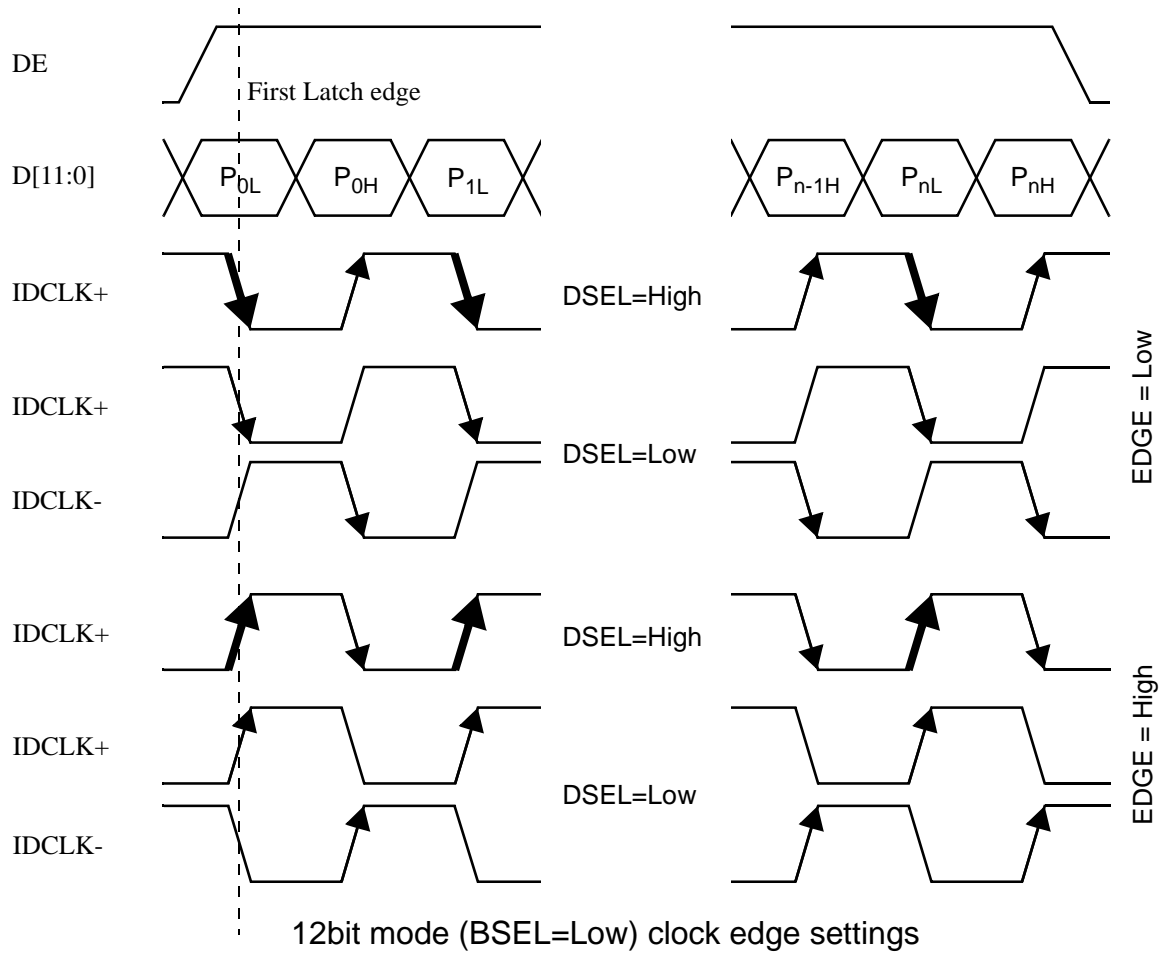 DE
First Latch edge
D[11:0]
P0L
P0H
P1L
Pn-1H
PnL
PnH
IDCLK+
DSEL=High
IDCLK+
DSEL=Low
IDCLK-
EDGE = Low
IDCLK+
DSEL=High
IDCLK+
DSEL=Low
IDCLK-
EDGE = High
12bit mode (BSEL=Low) clock edge settings